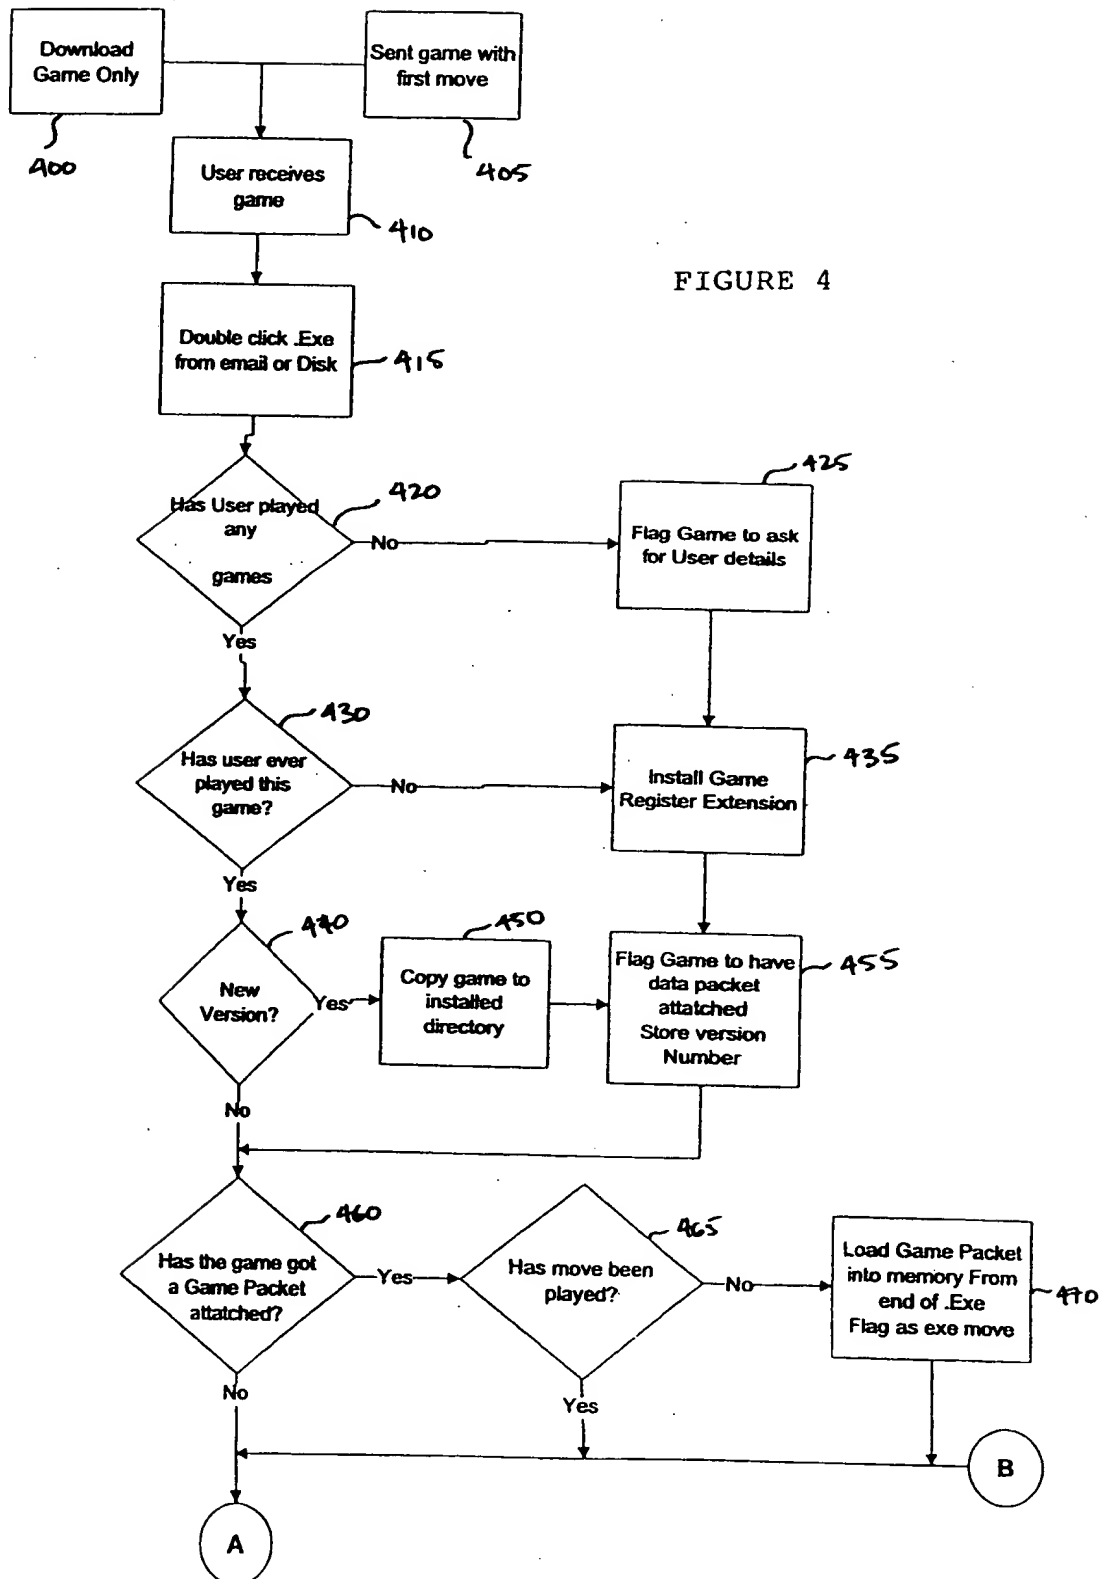 Download
Game Only
Sent game with
first move
400
405
User receives
game
410
FIGURE 4
Double click .Exe
from email or Disk
415
Has User played
any
games
420
No
425
Flag Game to ask
for User details
Yes
430
Has user ever
played this
game?
No
435
Install Game
Register Extension
Yes
440
New
Version?
Yes
450
Copy game to
installed
directory
Flag Game to have
data packet
attatched
Store version
Number
455
No
460
Has the game got
a Game Packet
attatched?
Yes
465
Has move been
played?
No
Load Game Packet
into memory From
end of .Exe
Flag as exe move
470
No
Yes
B
A